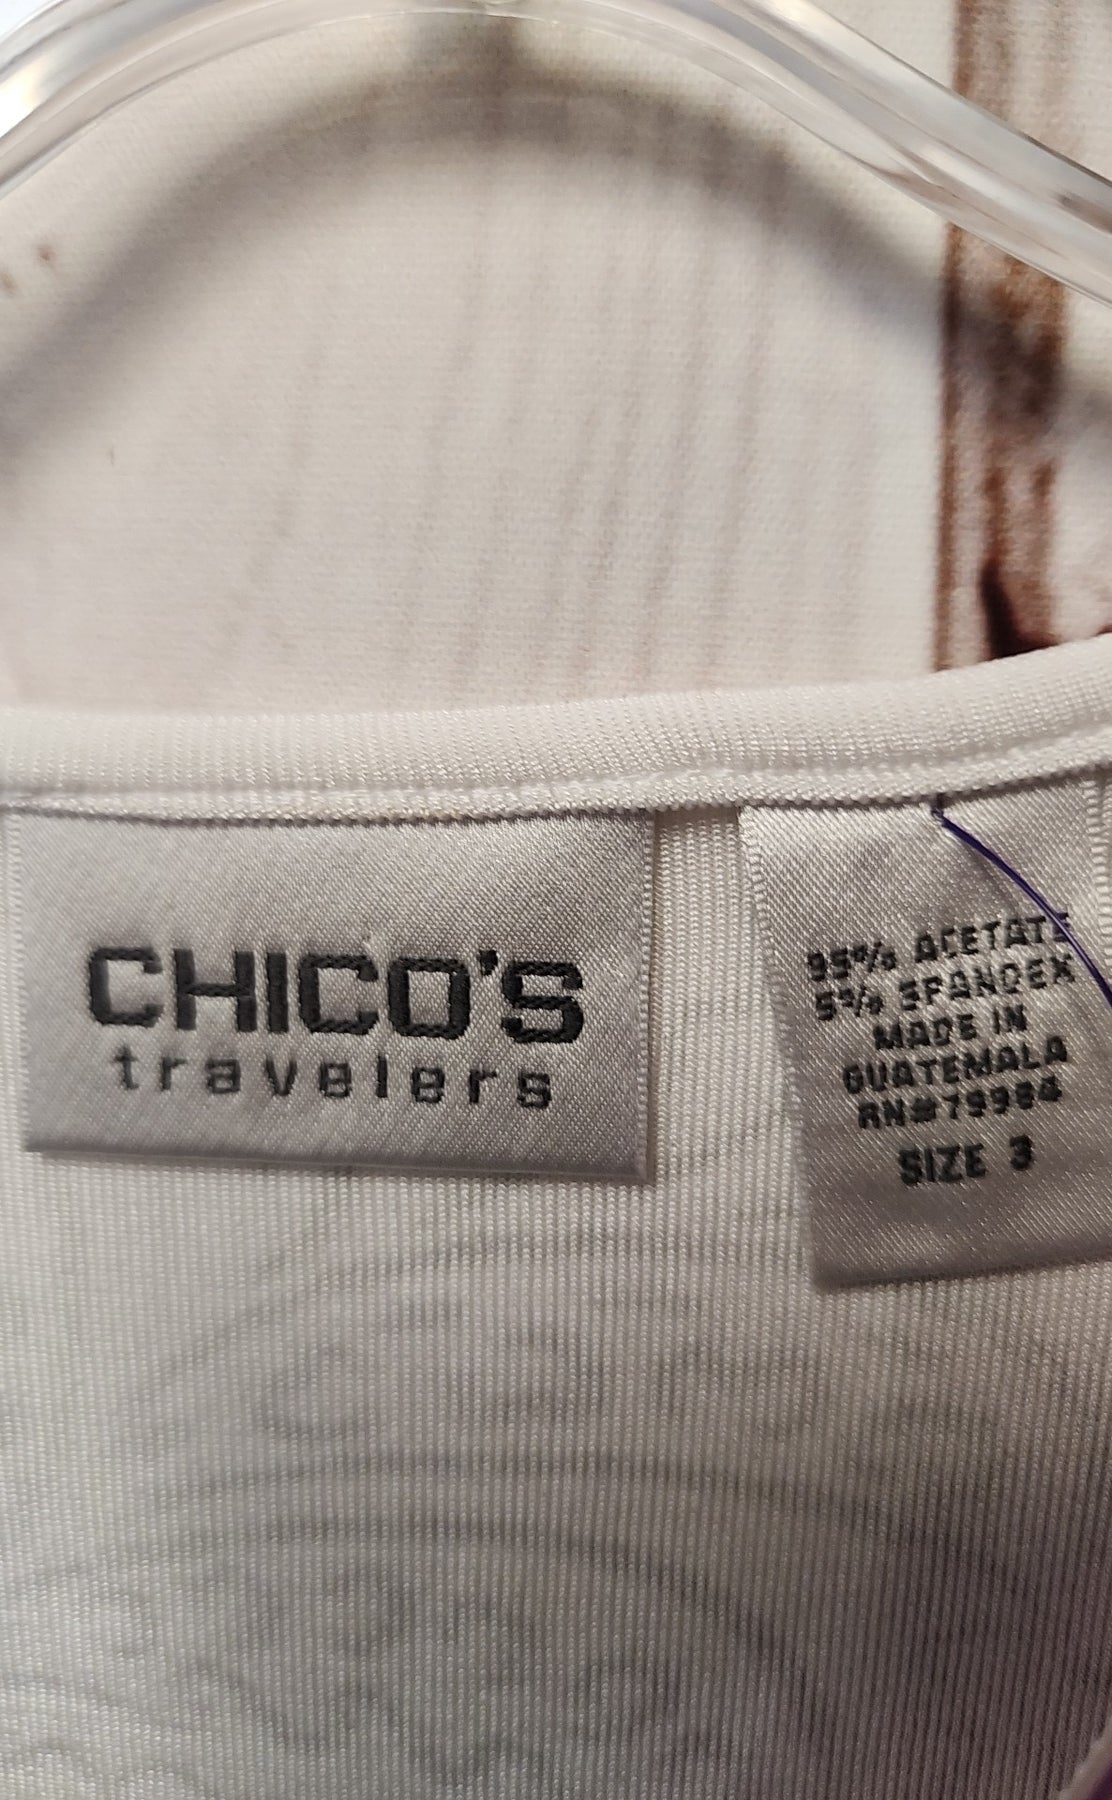 CHICO'S
travelers
95% ACETATE
5% SPANDEX
MADE IN
GUATEMALA
RN#79984
SIZE 3